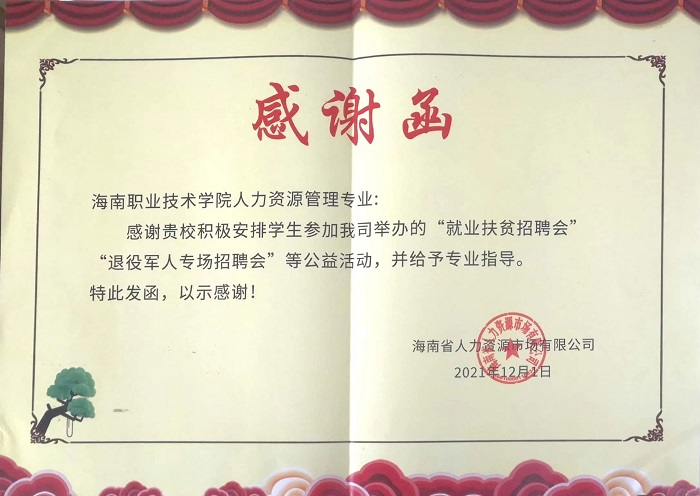 感谢函
海南职业技术学院人力资源管理专业:
感谢贵校积极安排学生参加我司举办的“就业扶贫招聘会”
“退役军人专场招聘会”等公益活动，并给予专业指导。
特此发函，以示感谢！
海南省人力资源市场有限公司
2021年12月1日